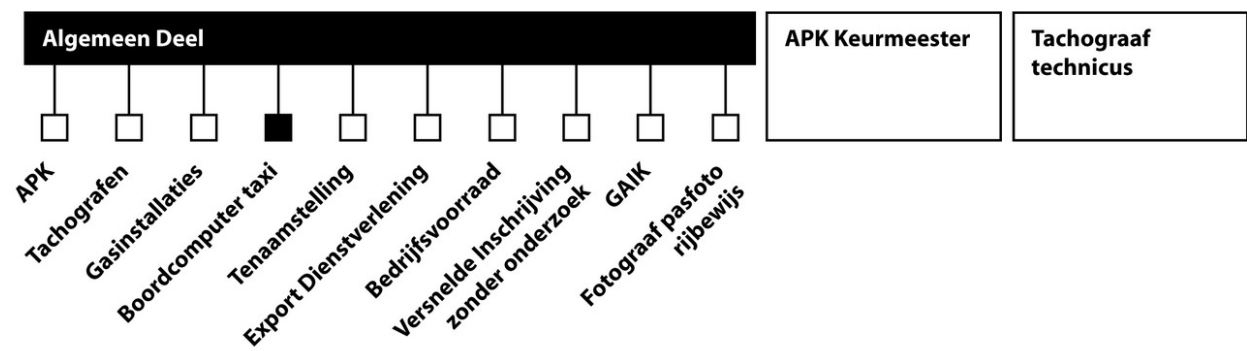 Algemeen Deel
APK Keurmeester
Tachograaf
technicus
APK
Tachografen
Gasinstallaties
Boordcomputer taxi
Tenaamstelling
Export Dienstverlening
Bedrijfsvoorraad
Versnelde Inschrijving
zonder onderzoek
GAIK
Fotograaf pasfoto
rijbewijs